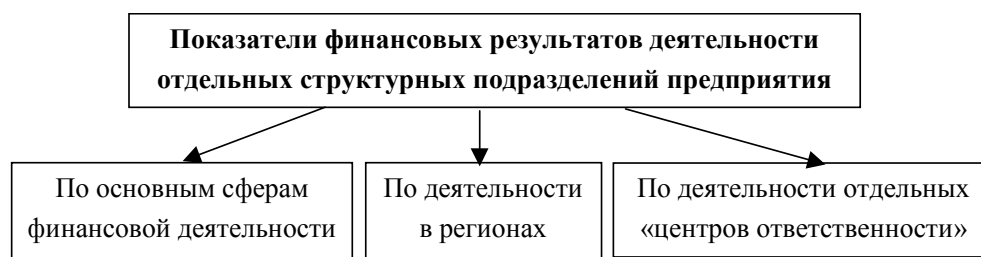 Показатели финансовых результатов деятельности
отдельных структурных подразделений предприятия
По основным сферам
финансовой деятельности
По деятельности
в регионах
По деятельности отдельных
«центров ответственности»